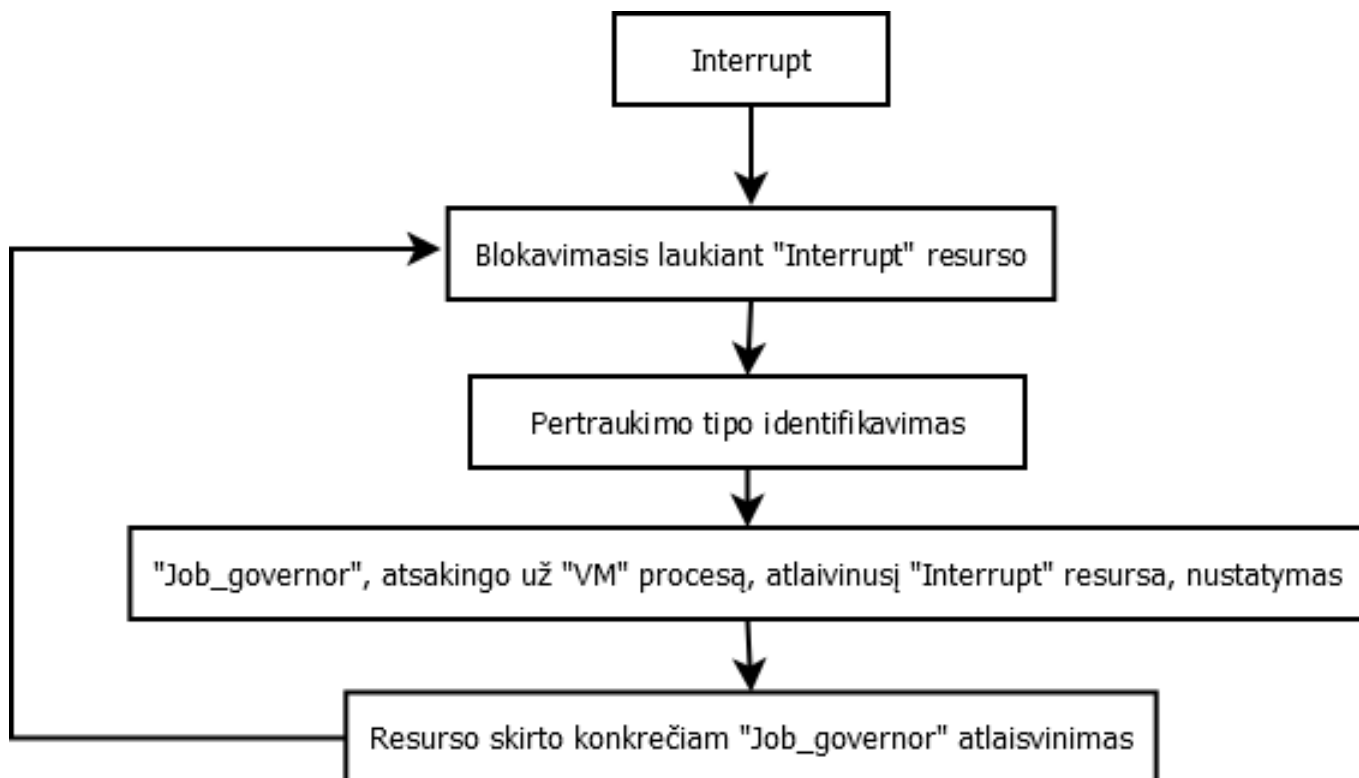 Interrupt
Blokavimasis laukiant "Interrupt" resurso
Pertraukimo tipo identifikavimas
"Job_governor", atsakingo už "VM" procesą, atlaivinusį "Interrupt" resursa, nustatymas
Resurso skirto konkrečiam "Job_governor" atlaisvinimas